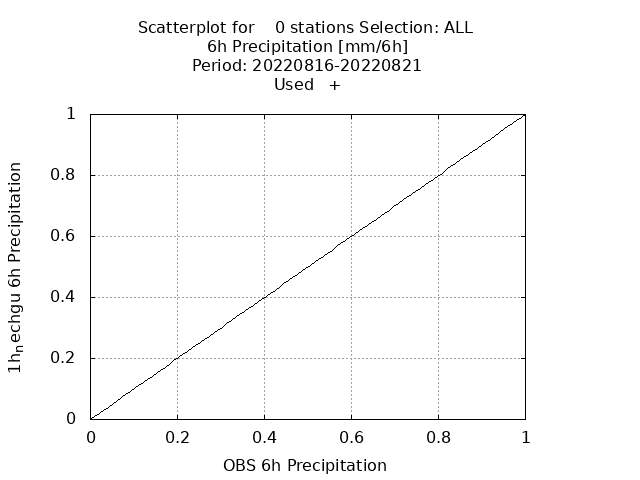 Scatterplot for    0 stations Selection: ALL
6h Precipitation [mm/6h]
Period: 20220816-20220821
Used +
1
0.8
0.6
0.4
0.2
0
0 0.2 0.4 0.6 0.8 1
1hnechgu 6h Precipitation
OBS 6h Precipitation